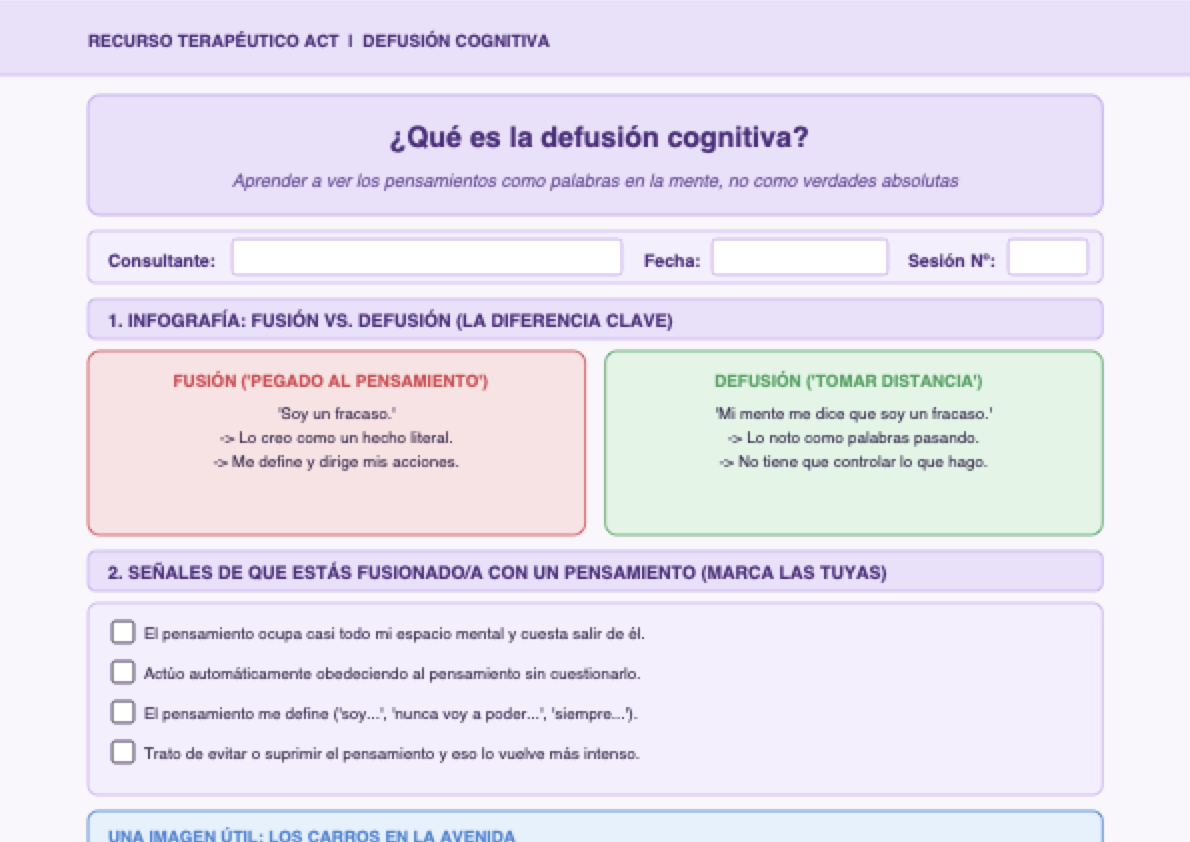 RECURSO TERAPÉUTICO ACT | DEFUSIÓN COGNITIVA
¿Qué es la defusión cognitiva?
Aprender a ver los pensamientos como palabras en la mente, no como verdades absolutas
Consultante: Fecha: Sesión N°:
1. INFOGRAFÍA: FUSIÓN VS. DEFUSIÓN (LA DIFERENCIA CLAVE)
FUSIÓN ('PEGADO AL PENSAMIENTO')
'Soy un fracaso.'
-> Lo creo como un hecho literal.
-> Me define y dirige mis acciones.
DEFUSIÓN ('TOMAR DISTANCIA')
'Mi mente me dice que soy un fracaso.'
-> Lo noto como palabras pasando.
-> No tiene que controlar lo que hago.
2. SEÑALES DE QUE ESTÁS FUSIONADO/A CON UN PENSAMIENTO (MARCA LAS TUYAS)
El pensamiento ocupa casi todo mi espacio mental y cuesta salir de él.
Actúo automáticamente obedeciendo al pensamiento sin cuestionarlo.
El pensamiento me define ('soy...', 'nunca voy a poder...', 'siempre...').
Trato de evitar o suprimir el pensamiento y eso lo vuelve más intenso.
UNA IMAGEN ÚTIL: LOS CARROS EN LA AVENIDA